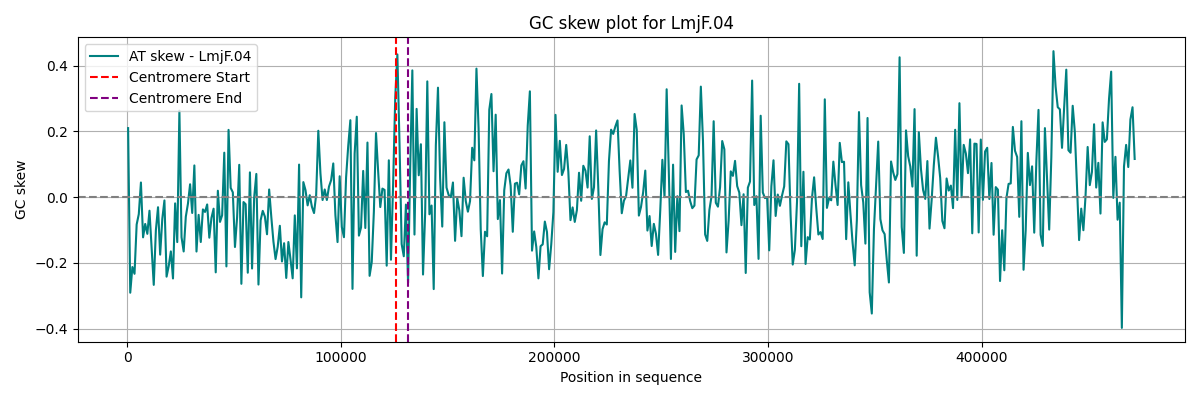 GC skew plot for LmjF.04
AT skew - LmjF.04
Centromere Start
Centromere End
GC skew
0.4
0.2
0.0
−0.2
−0.4
0 100000 200000 300000 400000
Position in sequence